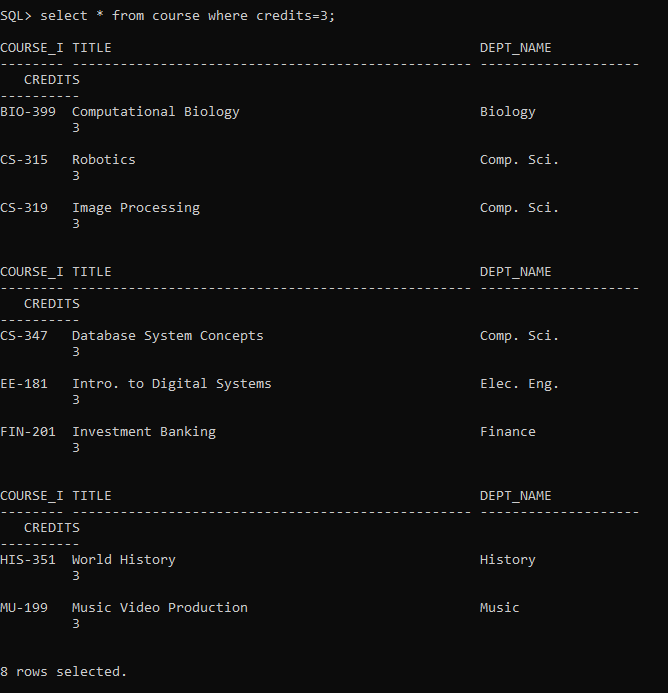 SQL> select * from course where credits=3;
COURSE_I TITLE                                              DEPT_NAME
-------- -------------------------------------------------- --------------------
   CREDITS
----------
BIO-399  Computational Biology                              Biology
         3
CS-315   Robotics                                           Comp. Sci.
         3
CS-319   Image Processing                                   Comp. Sci.
         3
COURSE_I TITLE                                              DEPT_NAME
-------- -------------------------------------------------- --------------------
   CREDITS
----------
CS-347   Database System Concepts                           Comp. Sci.
         3
EE-181   Intro. to Digital Systems                          Elec. Eng.
         3
FIN-201  Investment Banking                                 Finance
         3
COURSE_I TITLE                                              DEPT_NAME
-------- -------------------------------------------------- --------------------
   CREDITS
----------
HIS-351  World History                                      History
         3
MU-199   Music Video Production                             Music
         3
8 rows selected.